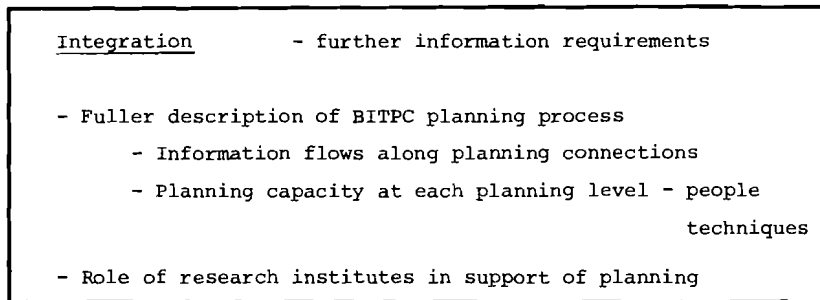 Integration - further information requirements
- Fuller description of BITPC planning process
- Information flows along planning connections
- Planning capacity at each planning level - people
techniques
- Role of research institutes in support of planning